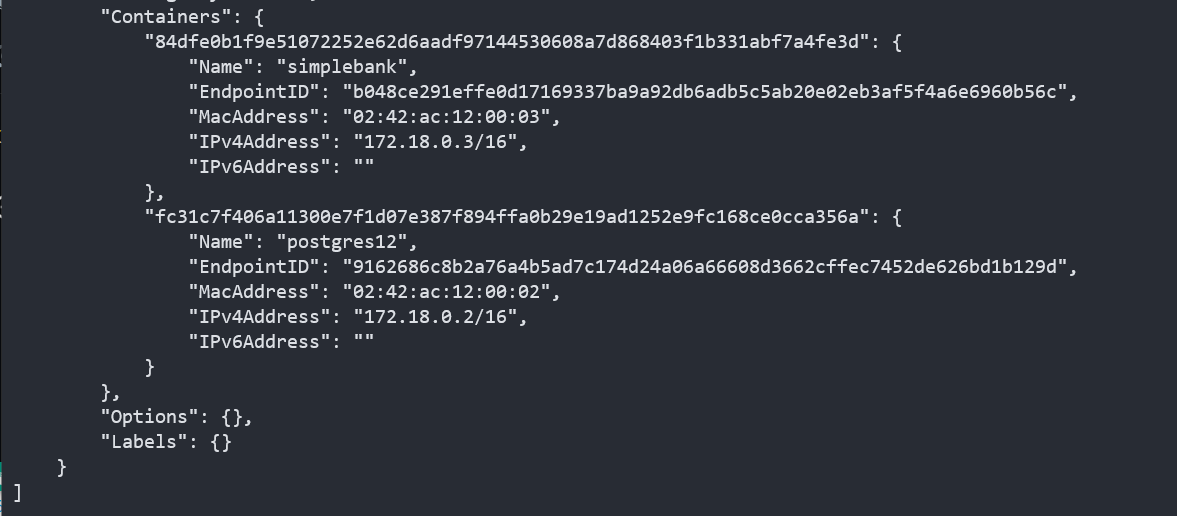 "Containers": {
"84dfe0b1f9e51072252e62d6aadf97144530608a7d868403f1b331abf7a4fe3d": {
"Name": "simplebank",
"EndpointID": "b048ce291effe0d17169337ba9a92db6adb5c5ab20e02eb3af5f4a6e6960b56c",
"MacAddress": "02:42:ac:12:00:03",
"IPv4Address": "172.18.0.3/16",
"IPv6Address": ""
},
"fc31c7f406a11300e7f1d07e387f894ffa0b29e19ad1252e9fc168ce0cca356a": {
"Name": "postgres12",
"EndpointID": "9162686c8b2a76a4b5ad7c174d24a06a66608d3662cffec7452de626bd1b129d",
"MacAddress": "02:42:ac:12:00:02",
"IPv4Address": "172.18.0.2/16",
"IPv6Address": ""
}
},
"Options": {},
"Labels": {}
}
]